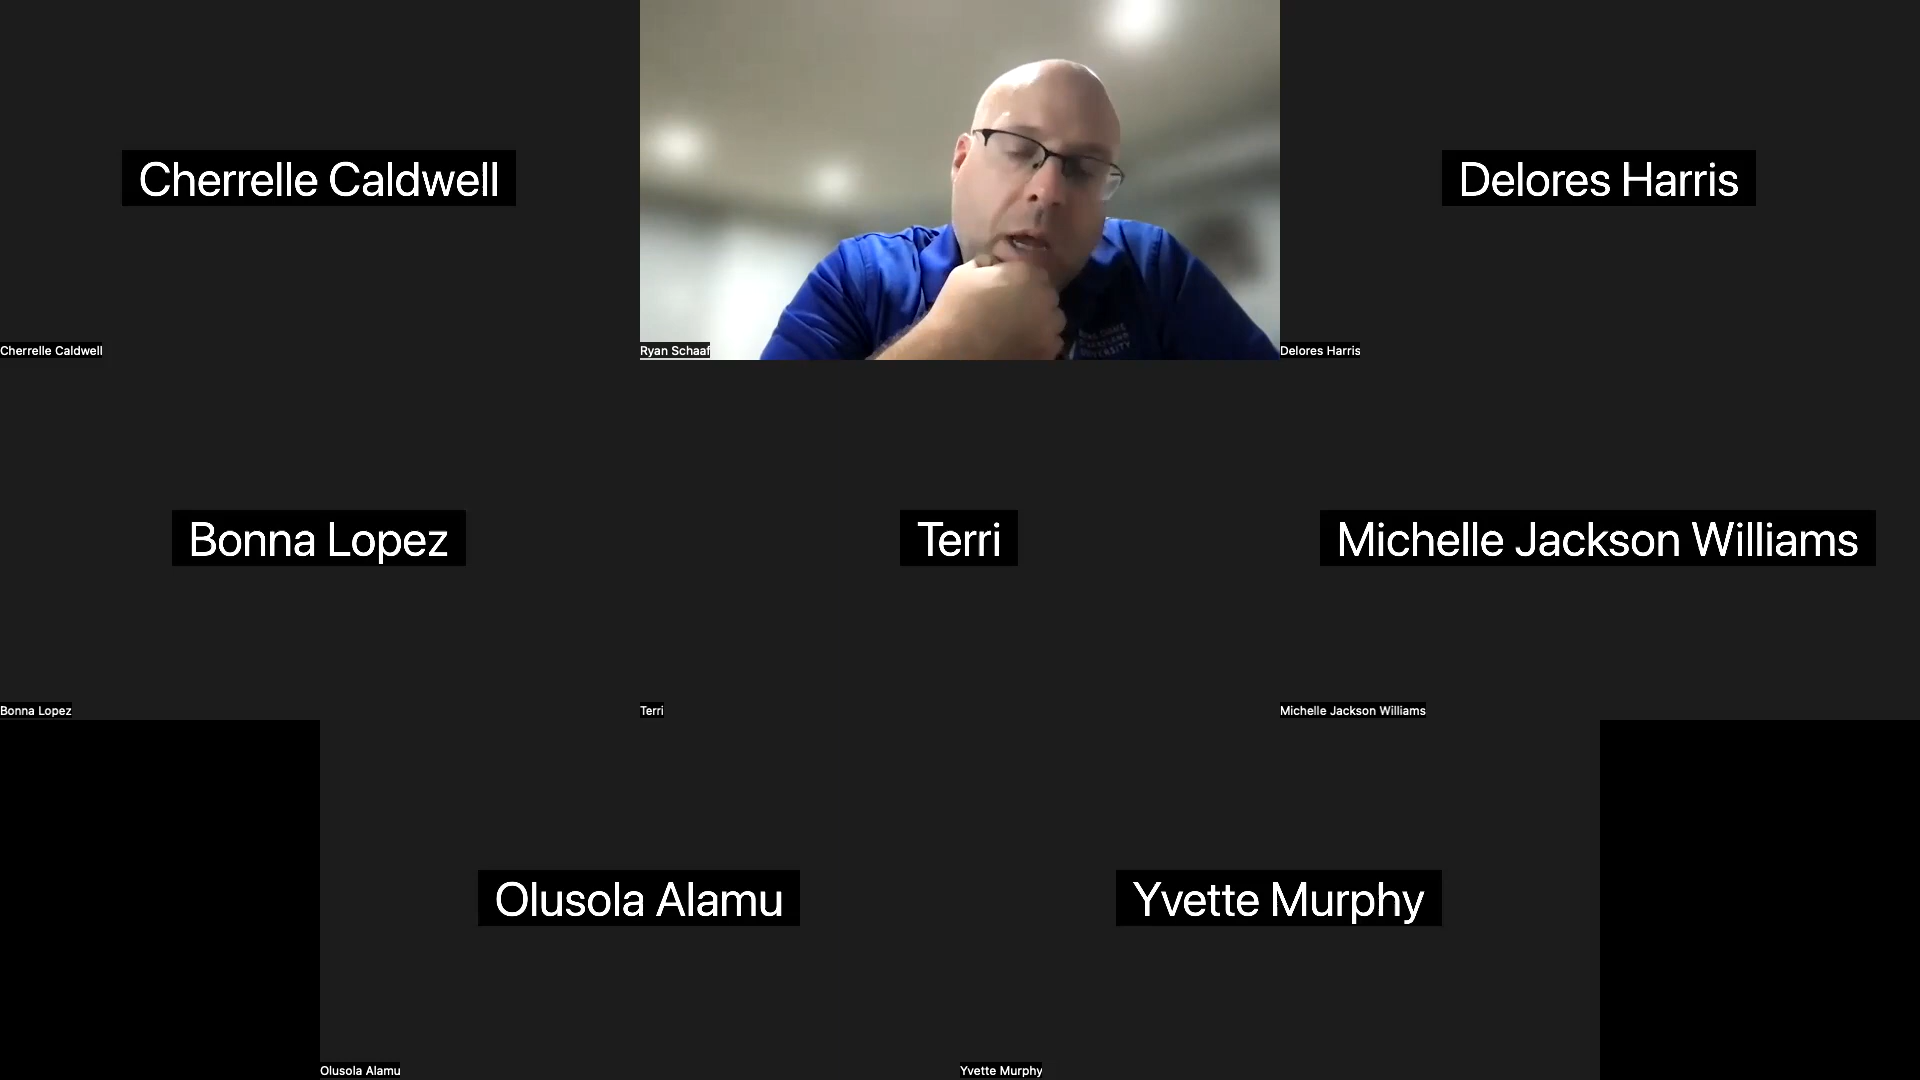 Cherrelle Caldwell
Delores Harris
Cherrelle Caldwell
Ryan Schaaf
Delores Harris
Bonna Lopez
Terri
Michelle Jackson Williams
Bonna Lopez
Terri
Michelle Jackson Williams
Olusola Alamu
Yvette Murphy
Olusola Alamu
Yvette Murphy